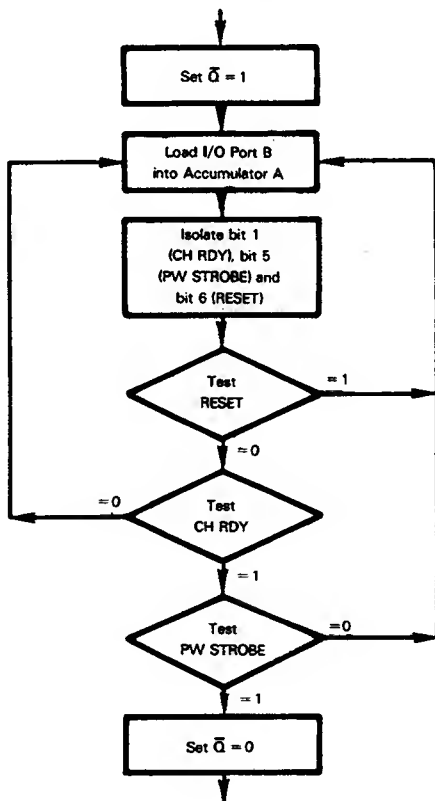 Set Q̅ = 1
Load I/O Port B
into Accumulator A
Isolate bit 1
(CH RDY), bit 5
(PW STROBE) and
bit 6 (RESET)
Test
RESET
= 1
= 0
= 0
Test
CH RDY
= 1
Test
PW STROBE
= 0
= 1
Set Q̅ = 0